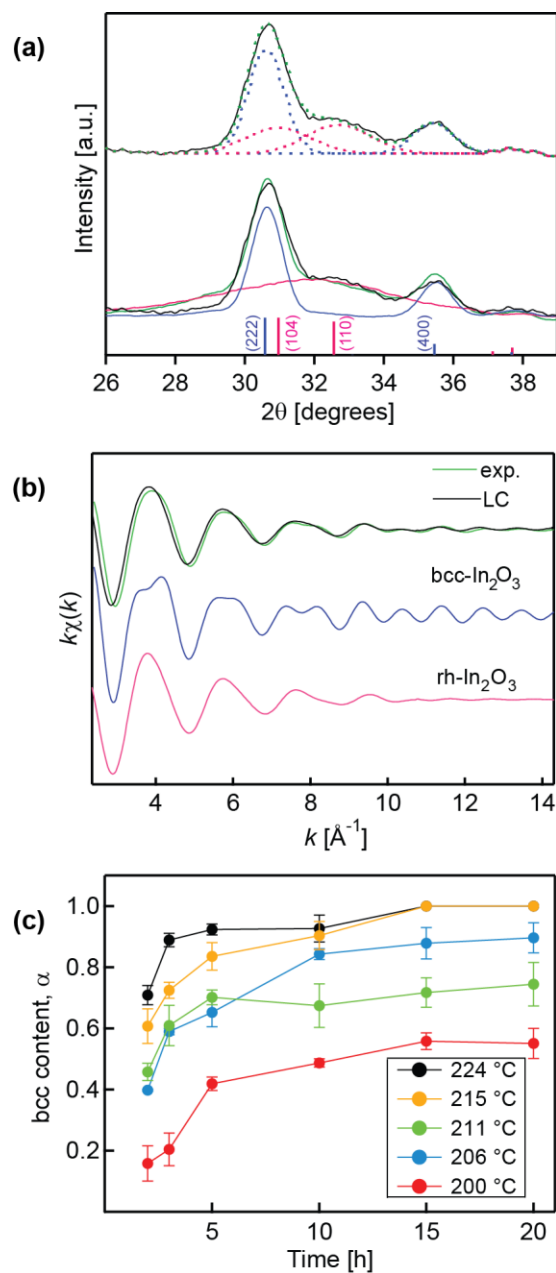 (a)
Intensity [a.u.]
(222)
(104)
(110)
(400)
26 28 30 32 34 36 38
2θ [degrees]
(b)
exp.
LC
bcc-In₂O₃
rh-In₂O₃
kχ(k)
4 6 8 10 12 14
k [Å⁻¹]
(c)
bcc content, α
1.0
0.8
0.6
0.4
0.2
224 °C
215 °C
211 °C
206 °C
200 °C
5 10 15 20
Time [h]